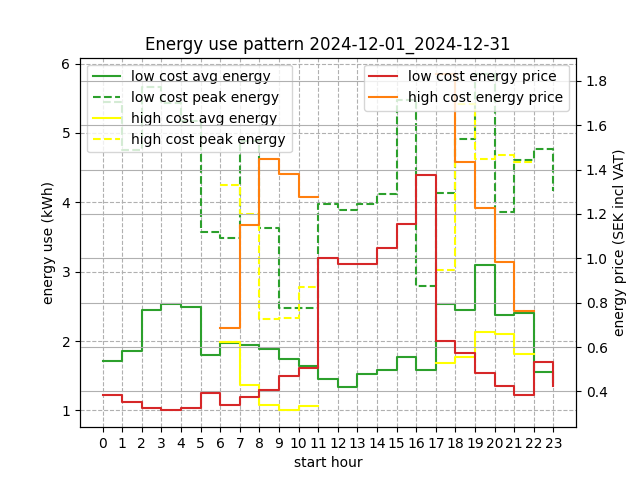 Energy use pattern 2024-12-01_2024-12-31
low cost avg energy
low cost peak energy
high cost avg energy
high cost peak energy
low cost energy price
high cost energy price
energy use (kWh)
6
5
4
3
2
1
energy price (SEK incl VAT)
1.8
1.6
1.4
1.2
1.0
0.8
0.6
0.4
0 1 2 3 4 5 6 7 8 9 10 11 12 13 14 15 16 17 18 19 20 21 22 23
start hour